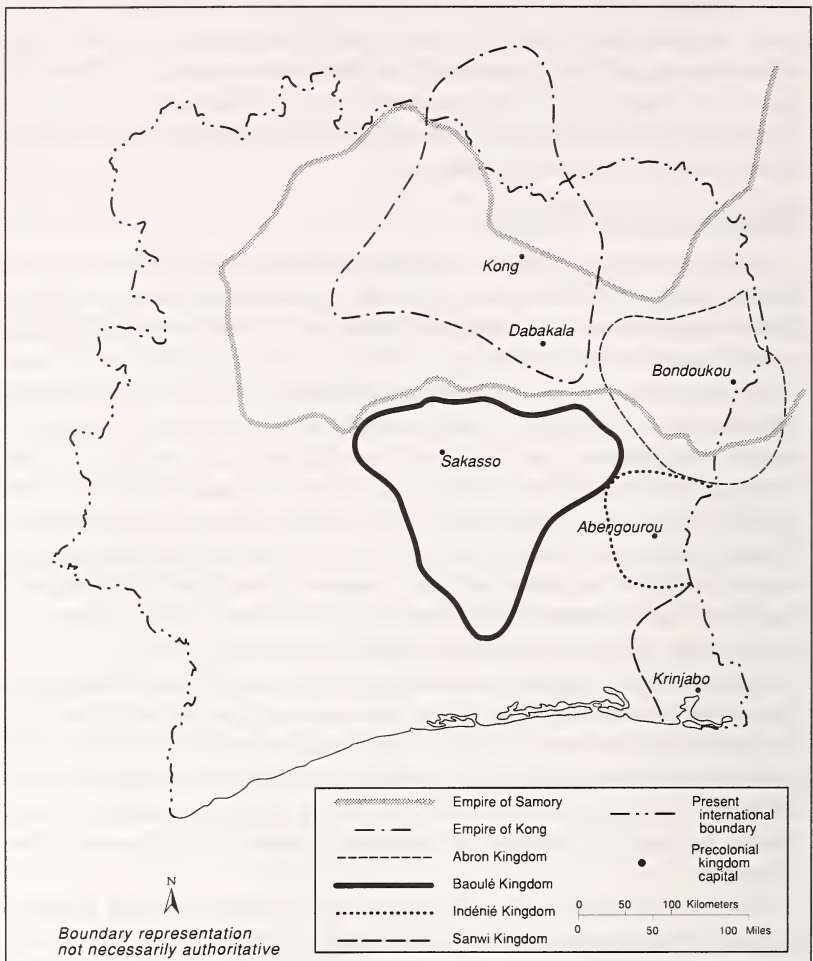 Kong
Dabakala
Bondoukou
Sakasso
Abengourou
Krinjabo
N
Boundary representation
not necessarily authoritative
Empire of Samory
Empire of Kong
Abron Kingdom
Baoulé Kingdom
Indénié Kingdom
Sanwi Kingdom
Present
international
boundary
Precolonial
kingdom
capital
0 50 100 Kilometers
0 50 100 Miles